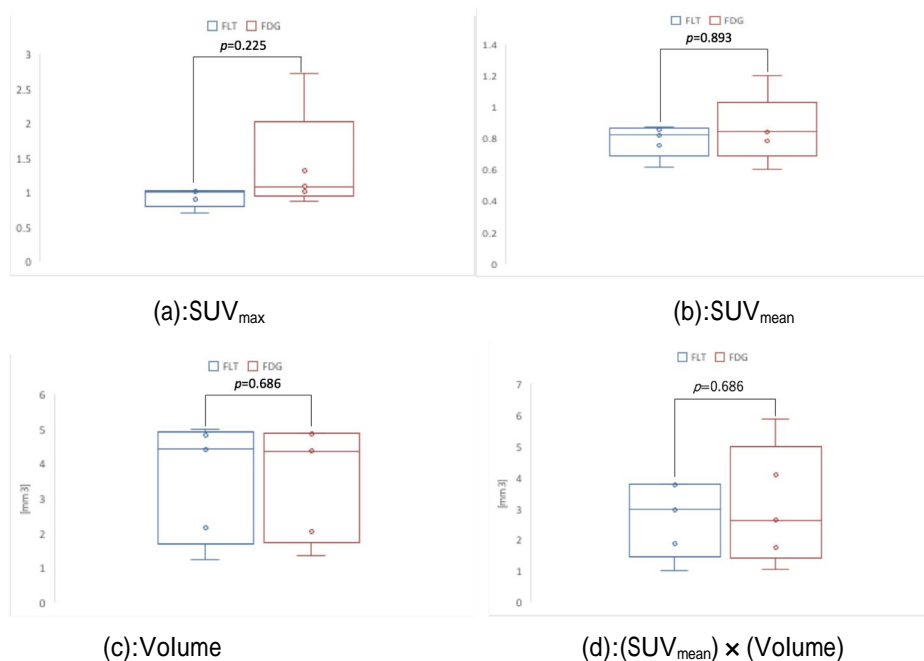 FLT FDG
p=0.225
3
2.5
2
1.5
1
0.5
0
(a):SUVmax
FLT FDG
p=0.893
1.4
1.2
1
0.8
0.6
0.4
0.2
0
(b):SUVmean
FLT FDG
p=0.686
6
5
4
3
2
1
0
[mm3]
(c):Volume
FLT FDG
p=0.686
7
6
5
4
3
2
1
0
[mm3]
(d):(SUVmean) × (Volume)